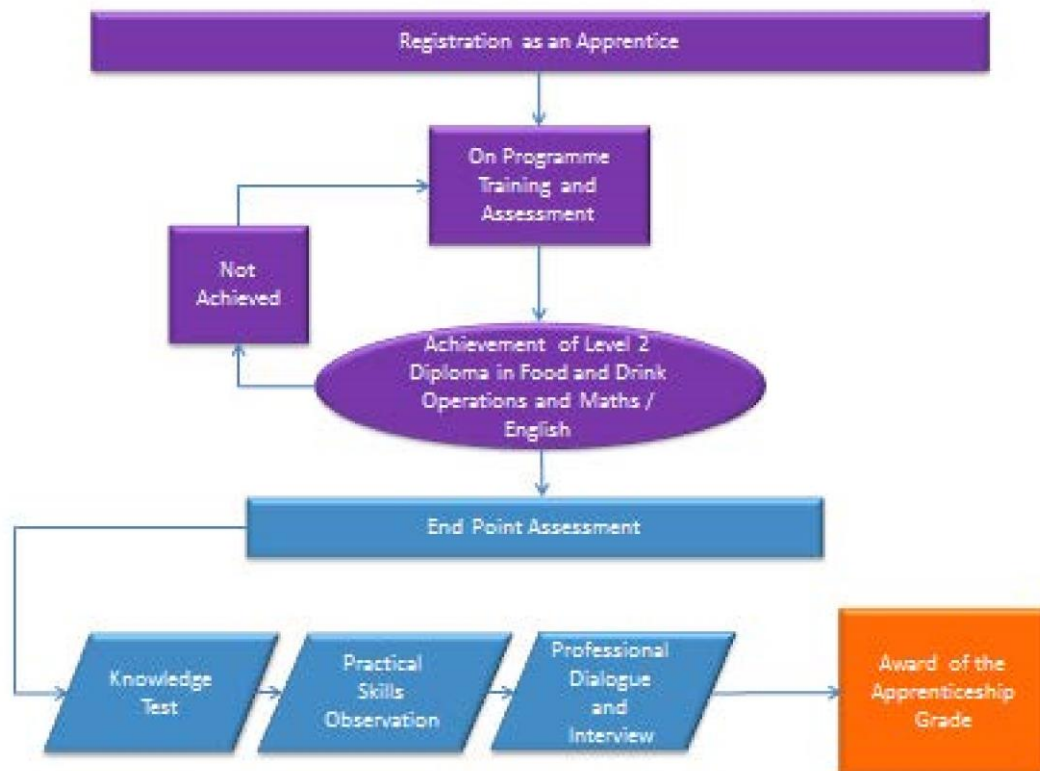 Registration as an Apprentice
On Programme
Training and
Assessment
Not
Achieved
Achievement of Level 2
Diploma in Food and Drink
Operations and Maths /
English
End Point Assessment
Knowledge
Test
Practical
Skills
Observation
Professional
Dialogue
and
Interview
Award of the
Apprenticeship
Grade